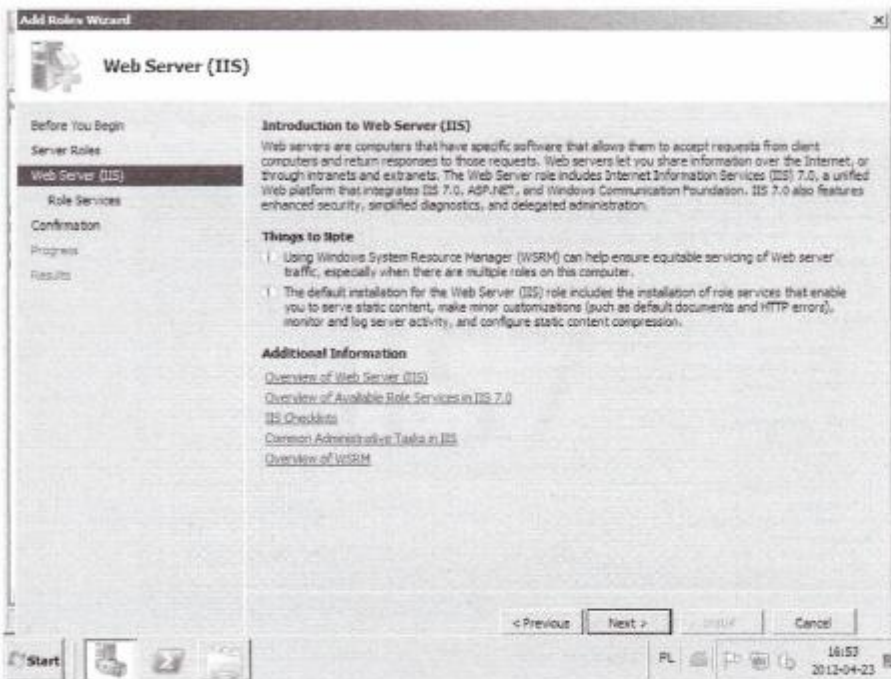 Add Roles Wizard
Web Server (IIS)
Before You Begin
Server Roles
Web Server (IIS)
Role Services
Confirmation
Progress
Results
Introduction to Web Server (IIS)
Web servers are computers that have specific software that allows them to accept requests from client
computers and return responses to those requests. Web servers let you share information over the Internet, or
through intranets and extranets. The Web Server role includes Internet Information Services (IIS) 7.0, a unified
Web platform that integrates IIS 7.0, ASP.NET, and Windows Communication Foundation. IIS 7.0 also features
enhanced security, simplified diagnostics, and delegated administration.
Things to Note
Using Windows System Resource Manager (WSRM) can help ensure equitable servicing of Web server
traffic, especially when there are multiple roles on this computer.
The default installation for the Web Server (IIS) role includes the installation of role services that enable
you to serve static content, make minor customizations (such as default documents and HTTP errors),
monitor and log server activity, and configure static content compression.
Additional Information
Overview of Web Server (IIS)
Overview of Available Role Services in IIS 7.0
IIS Checklists
Common Administrative Tasks in IIS
Overview of WSRM
< Previous
Next >
Cancel
Start
PL
16:53
2012-04-23